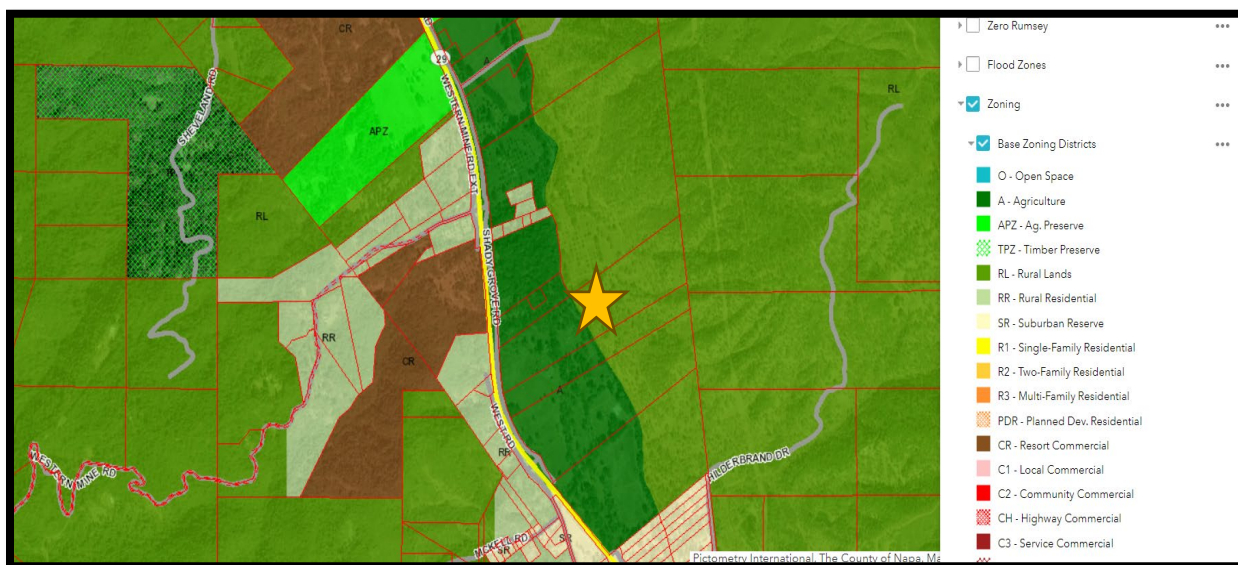 CR
29
A
WESTERN MINE RD EXT
APZ
SHEVELAND RD
RL
RL
SHADY GROVE RD
RR
CR
A
WEST RD
RR
WESTERN MINE RD
HILDERBRAND DR
MCKELL RD
SR
SR
Pictometry International, The County of Napa, Ma
Zero Rumsey
Flood Zones
Zoning
Base Zoning Districts
O - Open Space
A - Agriculture
APZ - Ag. Preserve
TPZ - Timber Preserve
RL - Rural Lands
RR - Rural Residential
SR - Suburban Reserve
R1 - Single-Family Residential
R2 - Two-Family Residential
R3 - Multi-Family Residential
PDR - Planned Dev. Residential
CR - Resort Commercial
C1 - Local Commercial
C2 - Community Commercial
CH - Highway Commercial
C3 - Service Commercial